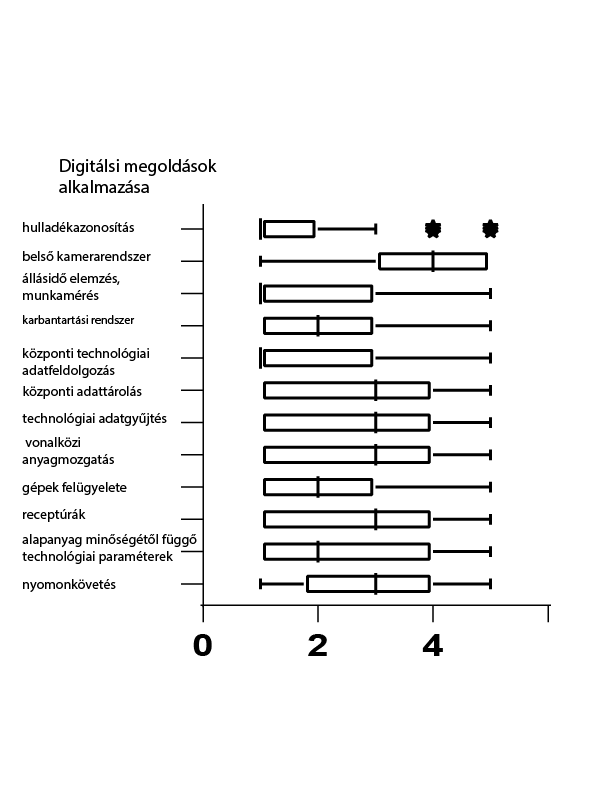 Digitálsi megoldások
alkalmazása
hulladékazonosítás
belső kamerarendszer
állásidő elemzés,
munkamérés
karbantartási rendszer
központi technológiai
adatfeldolgozás
központi adattárolás
technológiai adatgyűjtés
vonalközi
anyagmozgatás
gépek felügyelete
receptúrák
alapanyag minőségétől függő
technológiai paraméterek
nyomonkövetés
0 2 4